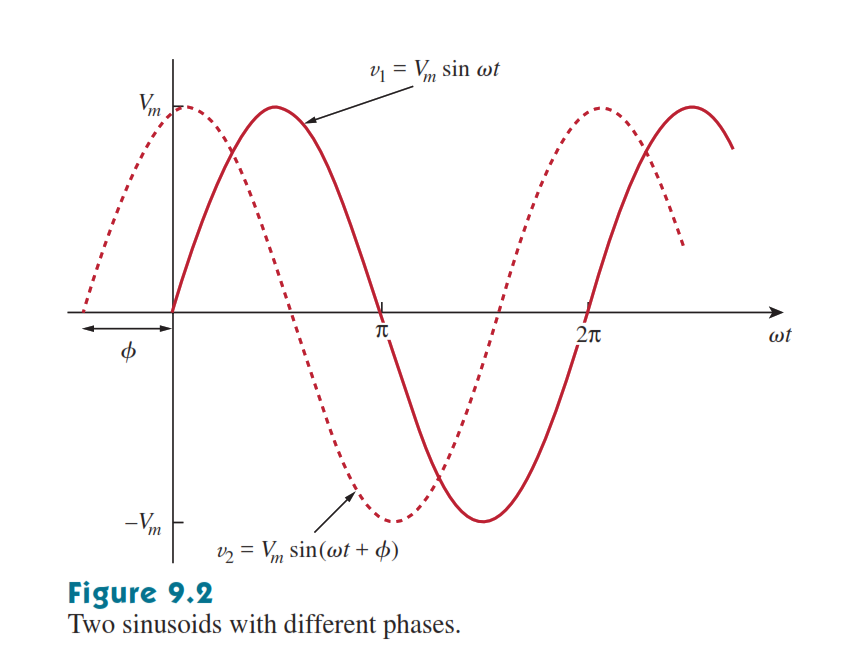 v₁ = Vₘ sin ωt
Vₘ
π
2π
ωt
ϕ
–Vₘ
v₂ = Vₘ sin(ωt + ϕ)
Figure 9.2
Two sinusoids with different phases.